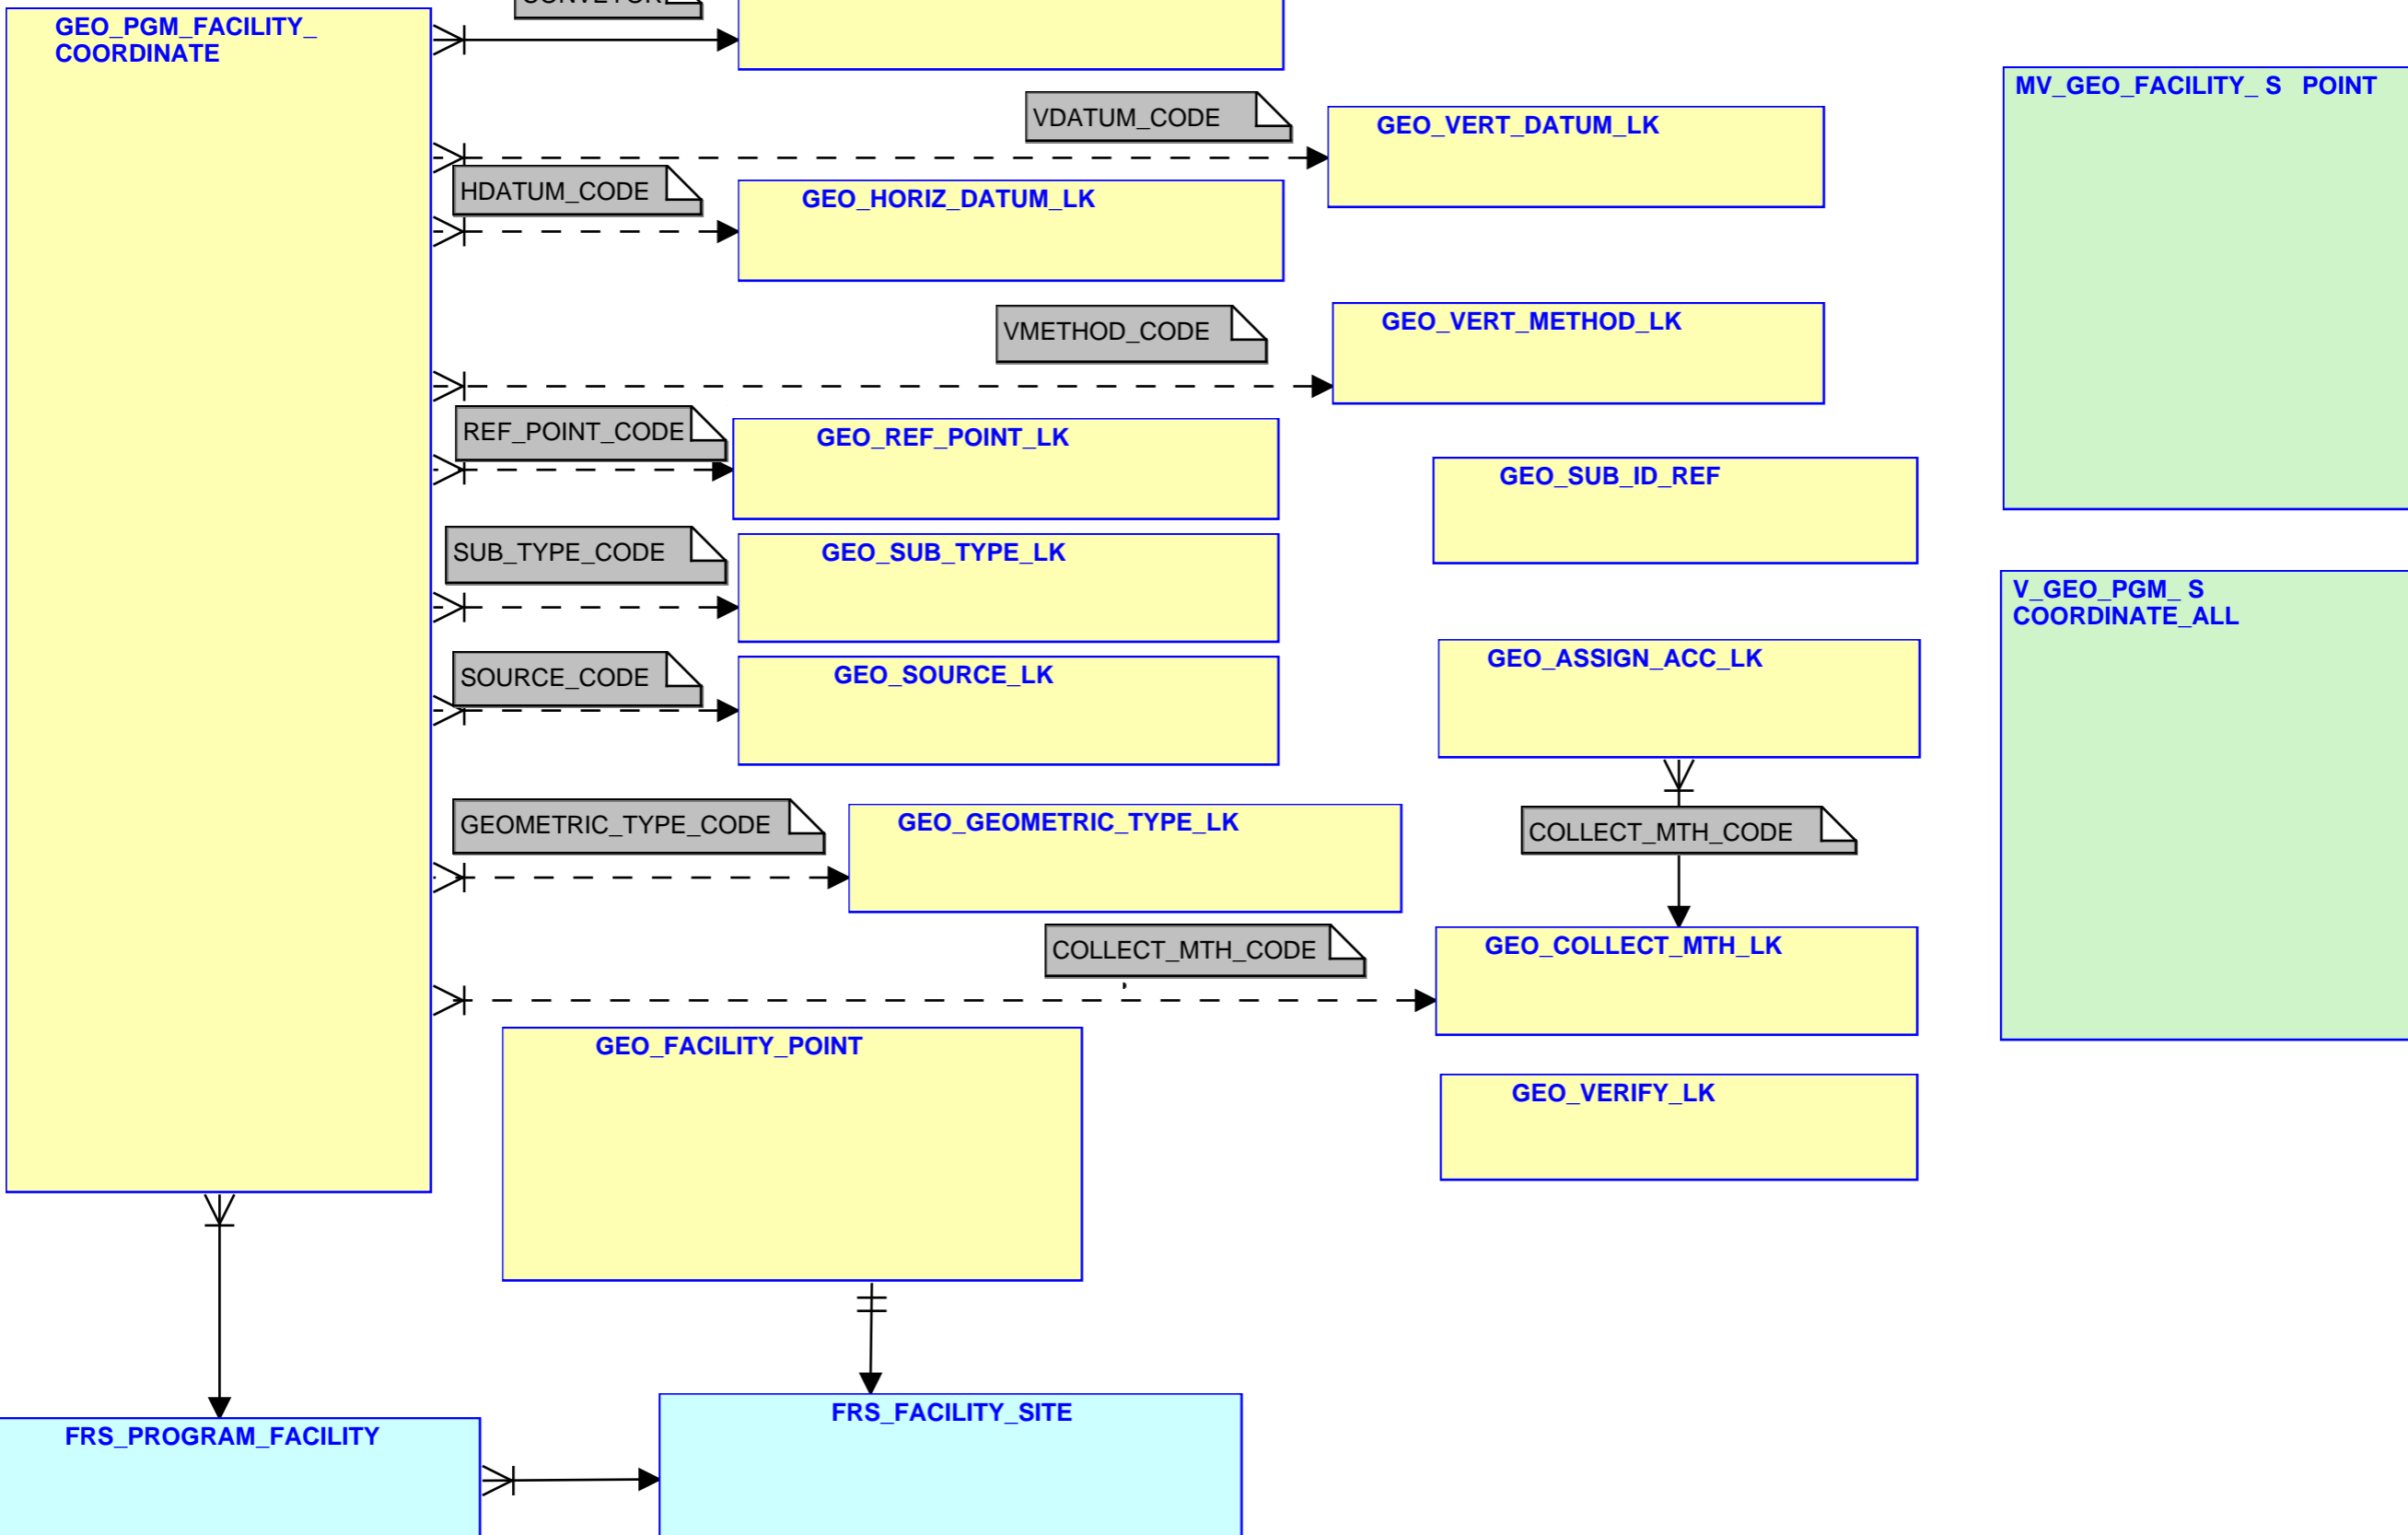 GEO_PGM_FACILITY_
COORDINATE
MV_GEO_FACILITY_ S POINT
VDATUM_CODE
GEO_VERT_DATUM_LK
HDATUM_CODE
GEO_HORIZ_DATUM_LK
VMETHOD_CODE
GEO_VERT_METHOD_LK
REF_POINT_CODE
GEO_REF_POINT_LK
GEO_SUB_ID_REF
SUB_TYPE_CODE
GEO_SUB_TYPE_LK
V_GEO_PGM_ S
COORDINATE_ALL
SOURCE_CODE
GEO_SOURCE_LK
GEO_ASSIGN_ACC_LK
GEOMETRIC_TYPE_CODE
GEO_GEOMETRIC_TYPE_LK
COLLECT_MTH_CODE
COLLECT_MTH_CODE
GEO_COLLECT_MTH_LK
GEO_FACILITY_POINT
GEO_VERIFY_LK
FRS_PROGRAM_FACILITY
FRS_FACILITY_SITE